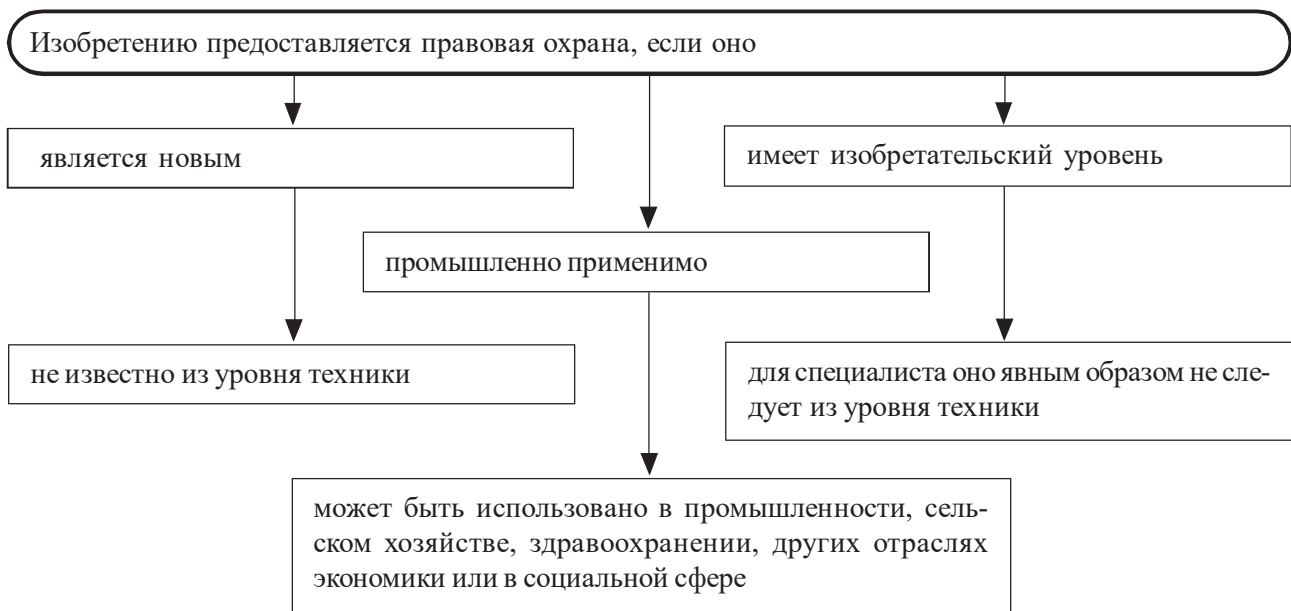 Изобретению предоставляется правовая охрана, если оно
является новым
имеет изобретательский уровень
промышленно применимо
не известно из уровня техники
для специалиста оно явным образом не сле-
дует из уровня техники
может быть использовано в промышленности, сель-
ском хозяйстве, здравоохранении, других отраслях
экономики или в социальной сфере